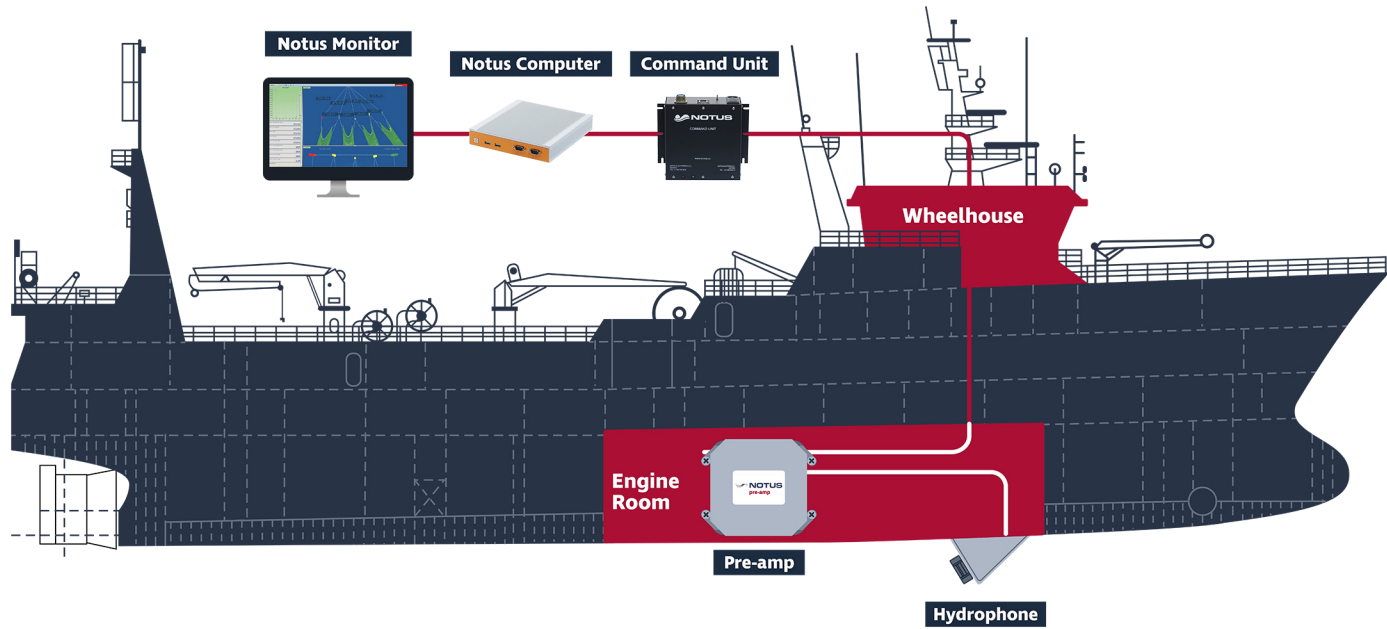 Notus Monitor
Notus Computer
Command Unit
NOTUS
COMMAND UNIT
Wheelhouse
Engine
Room
NOTUS
pre-amp
Pre-amp
Hydrophone